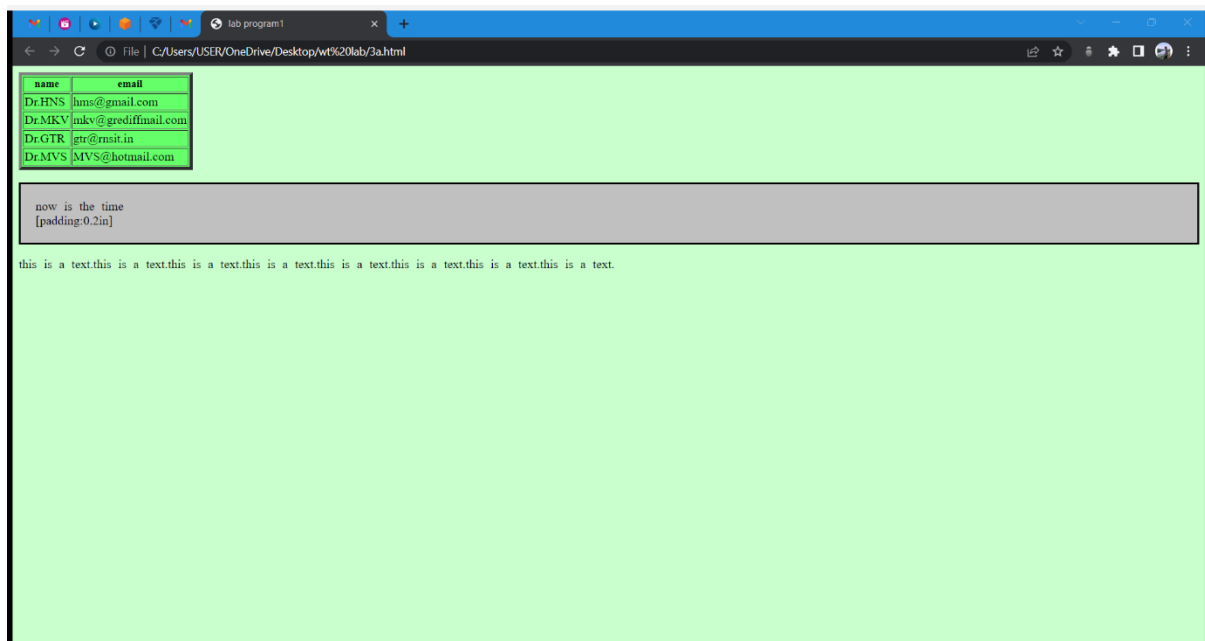 lab program1
File | C:/Users/USER/OneDrive/Desktop/wt%20lab/3a.html
name email
Dr.HNS hms@gmail.com
Dr.MKV mkv@grediffmail.com
Dr.GTR gtr@rnsit.in
Dr.MVS MVS@hotmail.com
now is the time
[padding:0.2in]
this is a text.this is a text.this is a text.this is a text.this is a text.this is a text.this is a text.this is a text.